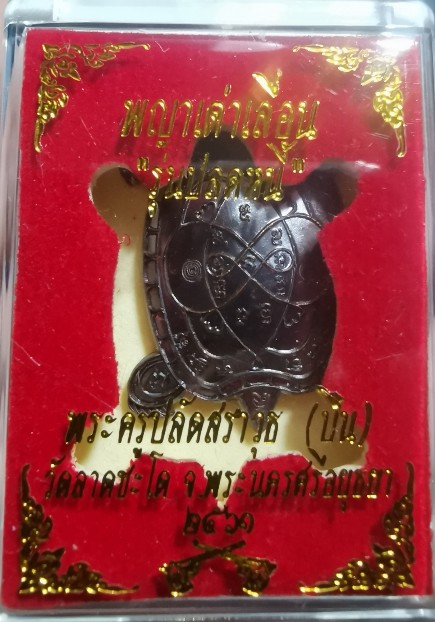 พญาเต่าเลือน
"รุ่นปรดหนี้"
พระครูปลัดสราวุธ (บิน)
วัดลาดชะโด จ.พระนครศรีอยุธยา
๒๕๖๑